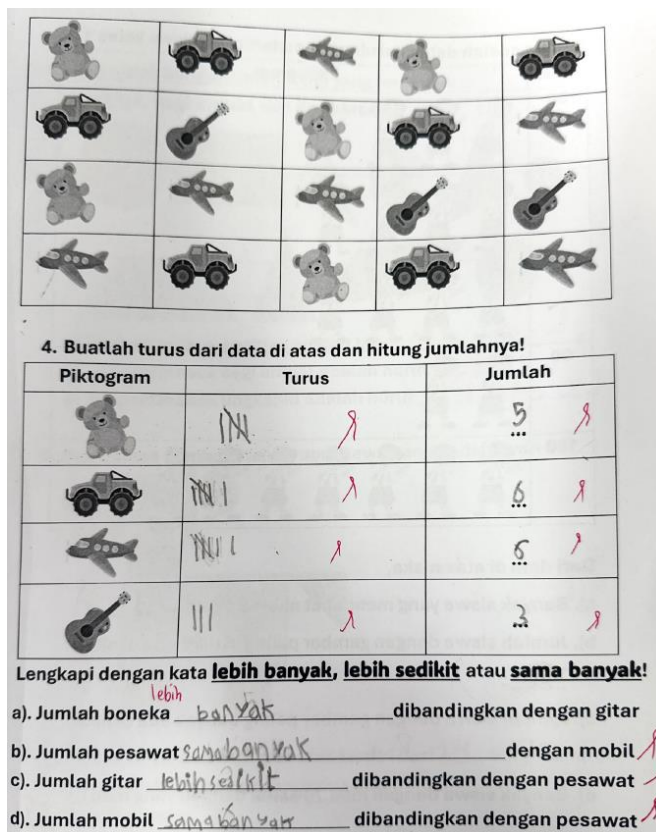 4. Buatlah turus dari data di atas dan hitung jumlahnya!
Piktogram Turus Jumlah
5
6
6
3
Lengkapi dengan kata lebih banyak, lebih sedikit atau sama banyak!
lebih
a). Jumlah boneka banyak dibandingkan dengan gitar
b). Jumlah pesawat sama banyak dengan mobil
c). Jumlah gitar lebih sedikit dibandingkan dengan pesawat
d). Jumlah mobil sama banyak dibandingkan dengan pesawat